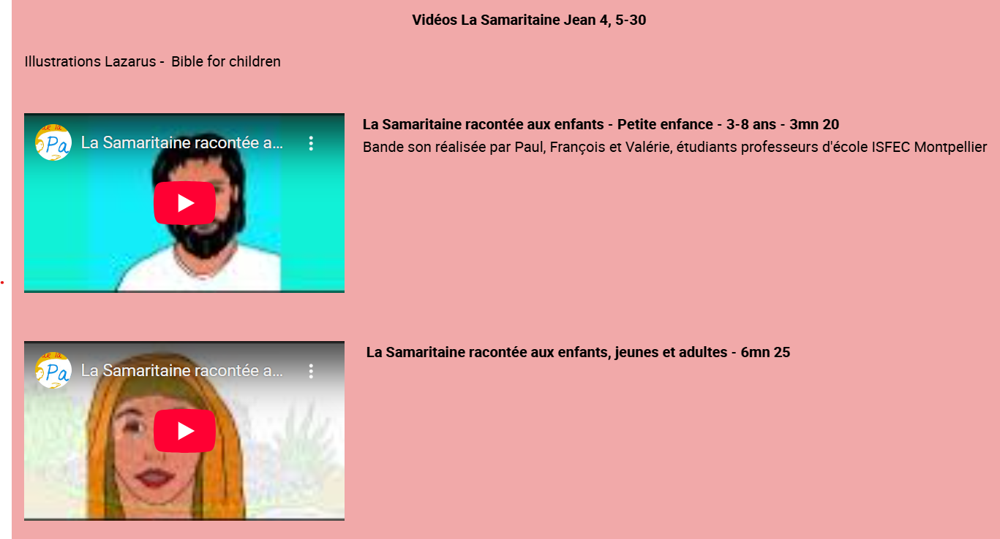 Vidéos La Samaritaine Jean 4, 5-30
Illustrations Lazarus - Bible for children
La Samaritaine racontée a...
La Samaritaine racontée aux enfants - Petite enfance - 3-8 ans - 3mn 20
Bande son réalisée par Paul, François et Valérie, étudiants professeurs d'école ISFEC Montpellier
La Samaritaine racontée a...
La Samaritaine racontée aux enfants, jeunes et adultes - 6mn 25